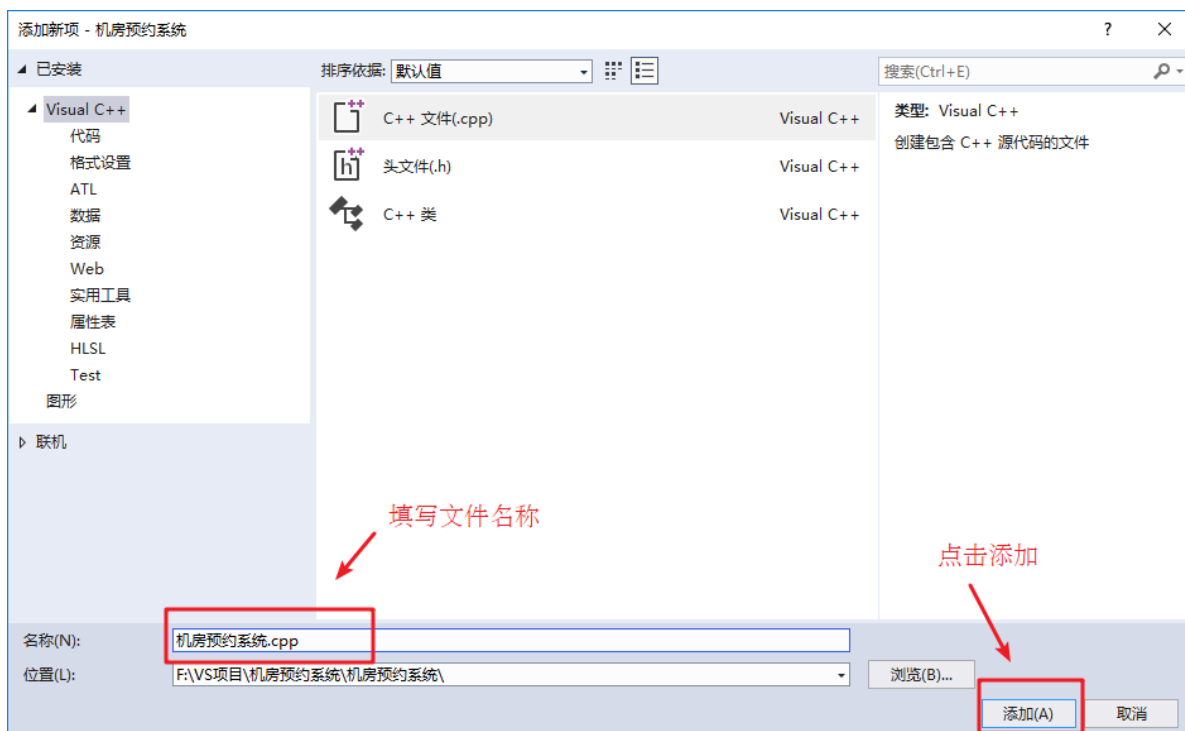 添加新项 - 机房预约系统
?
已安装
排序依据: 默认值
搜索(Ctrl+E)
Visual C++
代码
格式设置
ATL
数据
资源
Web
实用工具
属性表
HLSL
Test
图形
联机
C++ 文件(.cpp) Visual C++
头文件(.h) Visual C++
C++ 类 Visual C++
类型: Visual C++
创建包含 C++ 源代码的文件
填写文件名称
点击添加
名称(N): 机房预约系统.cpp
位置(L): F:\VS项目\机房预约系统\机房预约系统\
浏览(B)...
添加(A) 取消